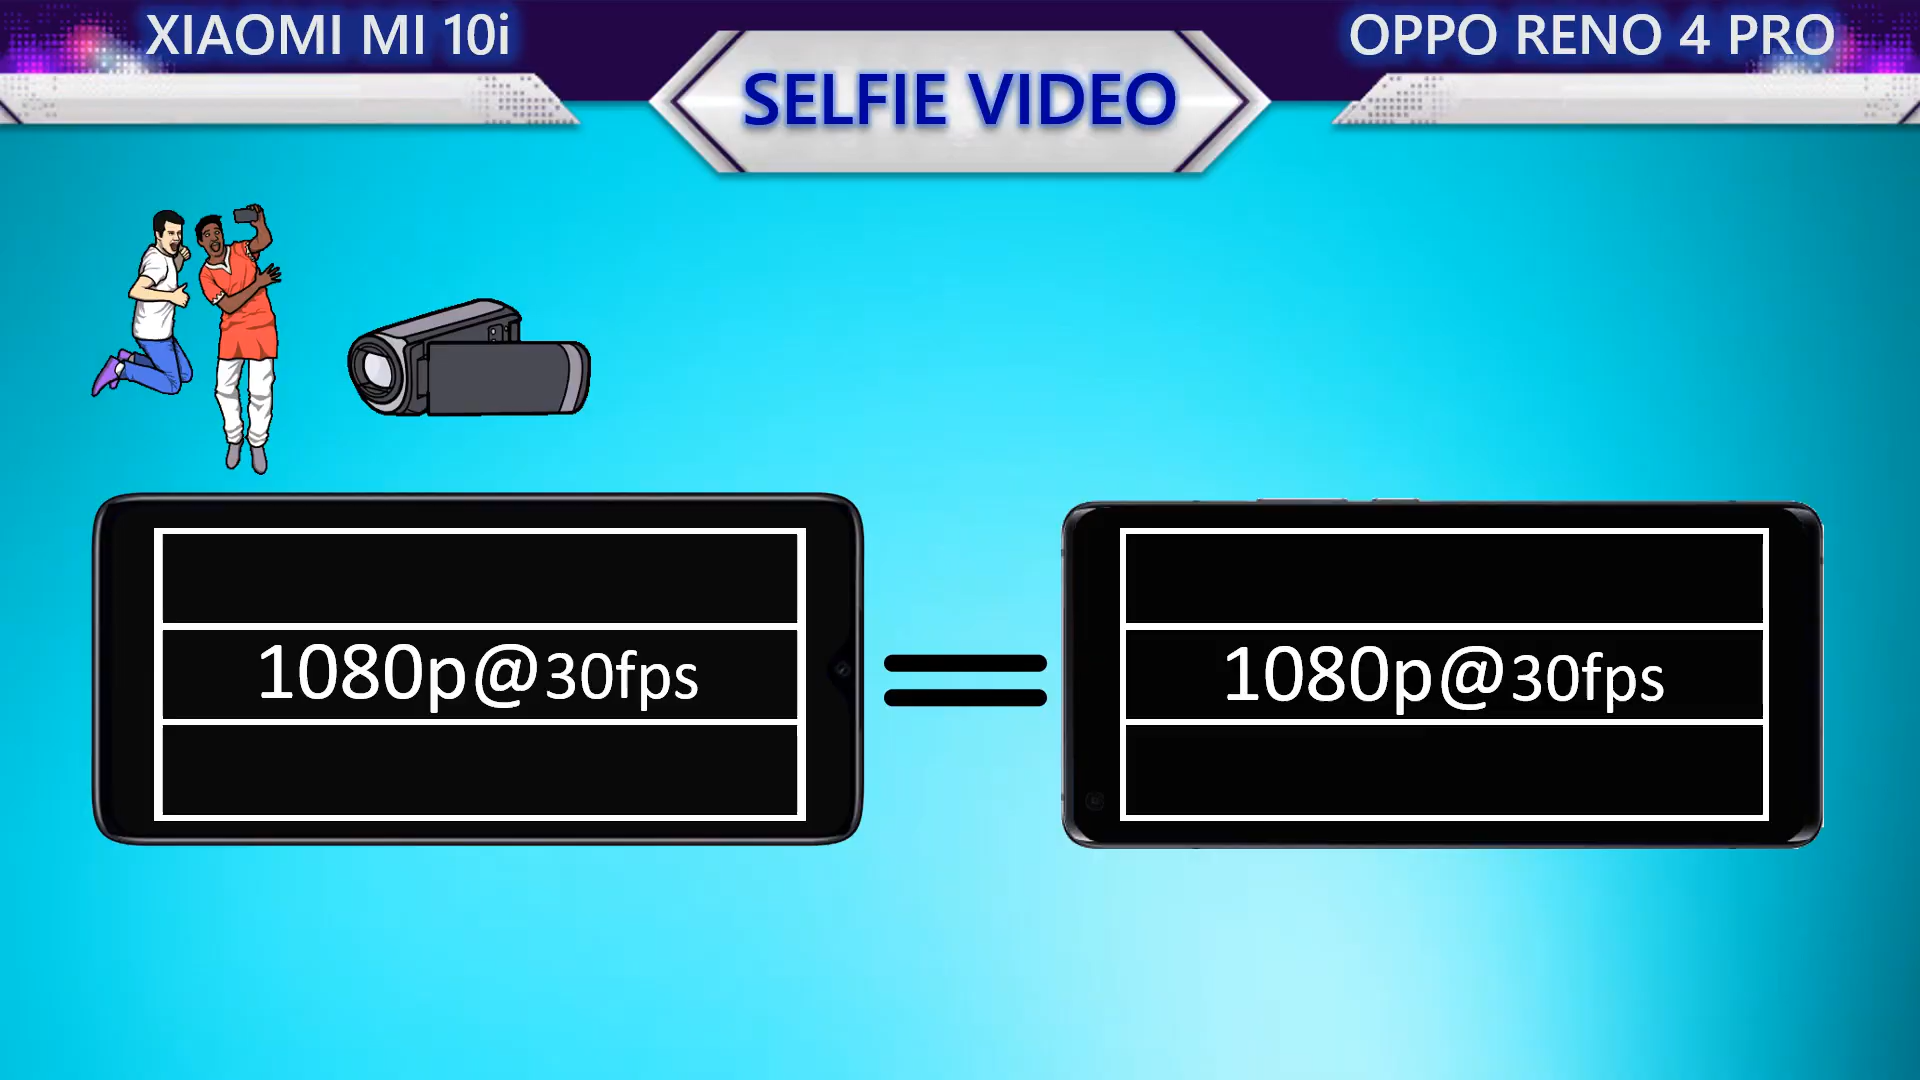 XIAOMI MI 10i
SELFIE VIDEO
OPPO RENO 4 PRO
1080p@30fps
1080p@30fps